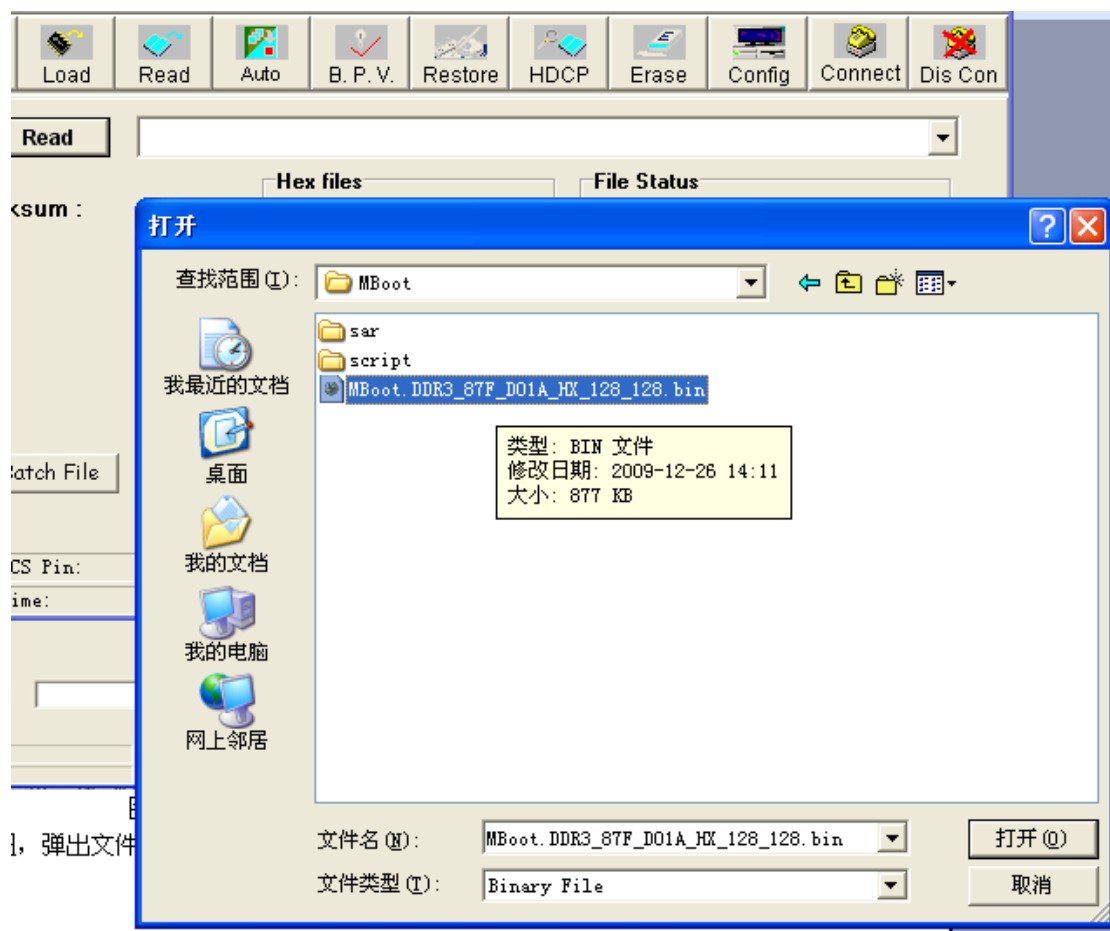 Load Read Auto B. P. V. Restore HDCP Erase Config Connect Dis Con
Read
Hex files File Status
ksum :
打开
查找范围(I): MBoot
sar
script
MBoot.DDR3_87F_D01A_HX_128_128.bin
类型: BIN 文件
修改日期: 2009-12-26 14:11
大小: 877 KB
我最近的文档
桌面
我的文档
我的电脑
网上邻居
atch File
CS Pin:
ime:
，弹出文件
文件名(N): MBoot.DDR3_87F_D01A_HX_128_128.bin 打开(O)
文件类型(T): Binary File 取消